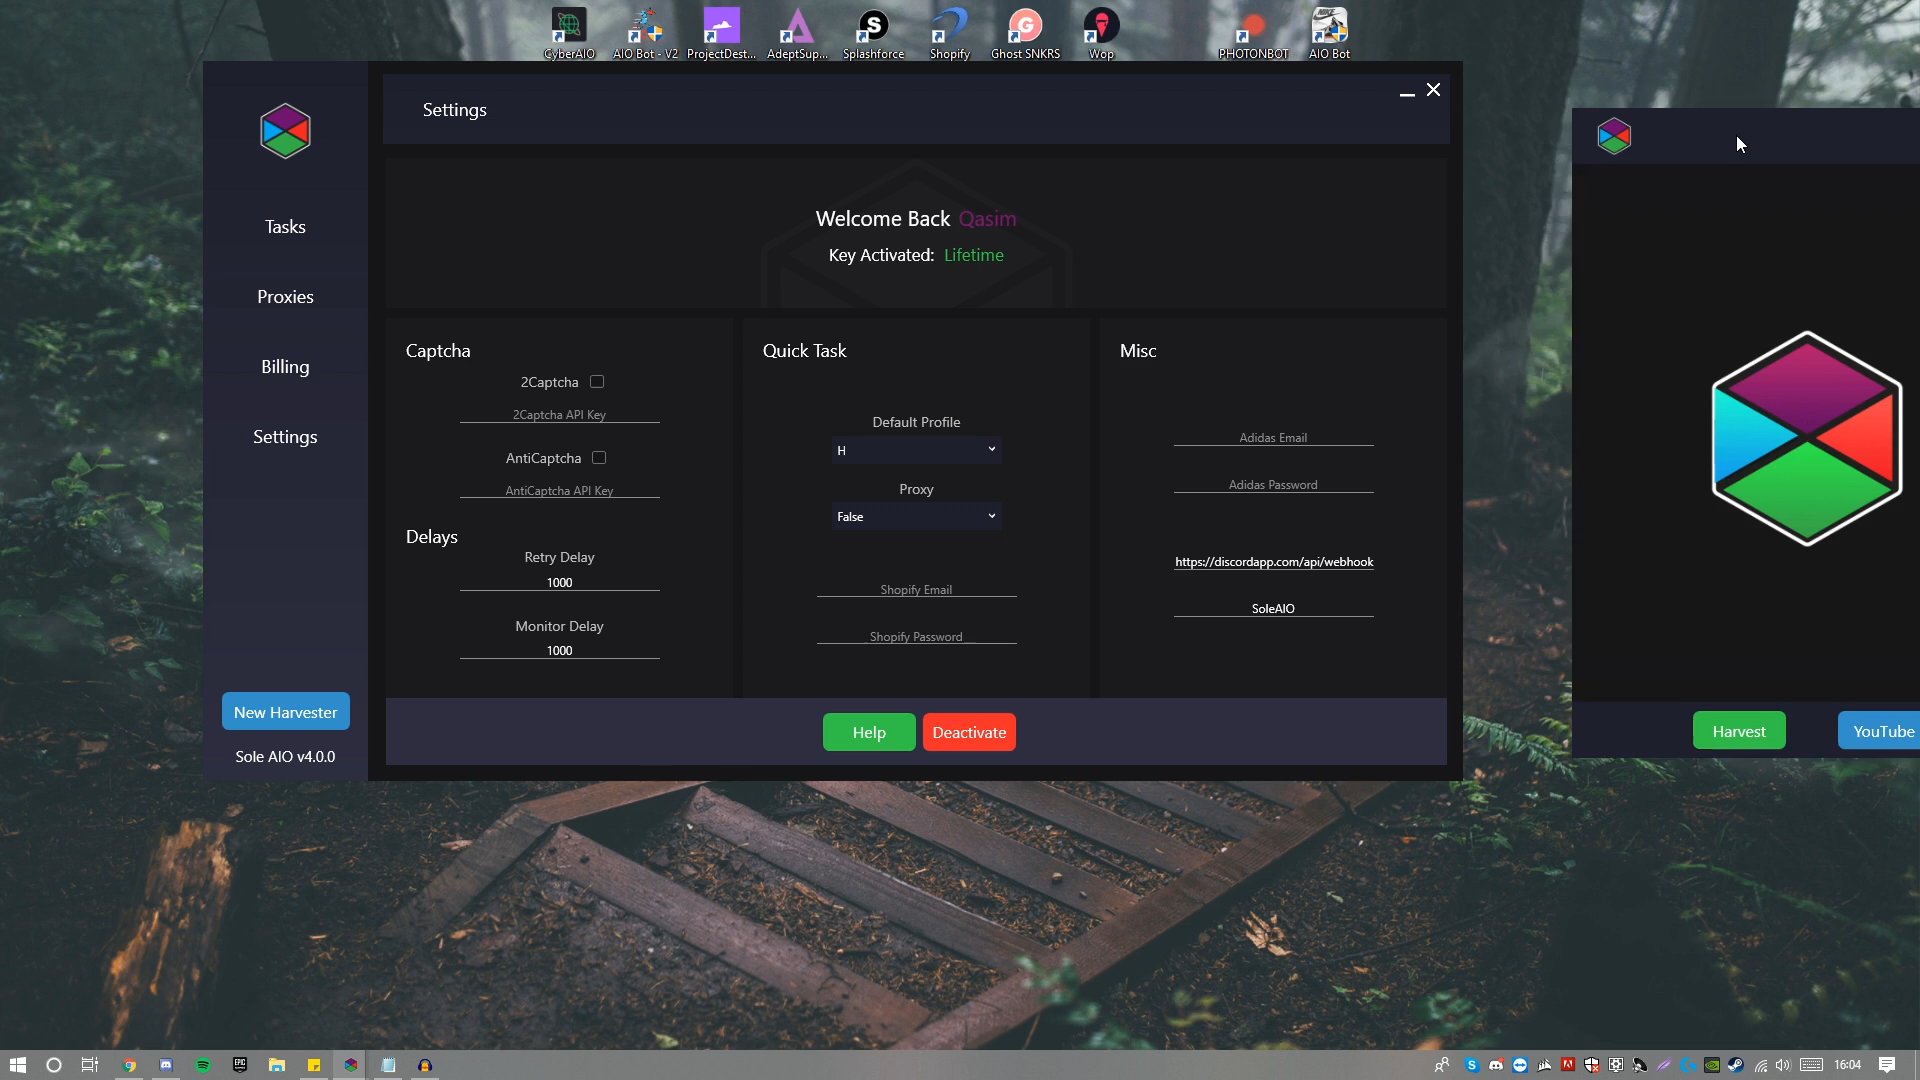 CyberAIO
AIO Bot - V2
ProjectDest...
AdeptSup...
Splashforce
Shopify
Ghost SNKRS
Wop
PHOTONBOT
AIO Bot
Settings
Welcome Back Qasim
Key Activated: Lifetime
Tasks
Proxies
Billing
Settings
New Harvester
Sole AIO v4.0.0
Captcha
2Captcha
2Captcha API Key
AntiCaptcha
AntiCaptcha API Key
Delays
Retry Delay
1000
Monitor Delay
1000
Quick Task
Default Profile
H
Proxy
False
Shopify Email
Shopify Password
Misc
Adidas Email
Adidas Password
https://discordapp.com/api/webhook
SoleAIO
Help
Deactivate
Harvest
YouTube
EPIC
16:04